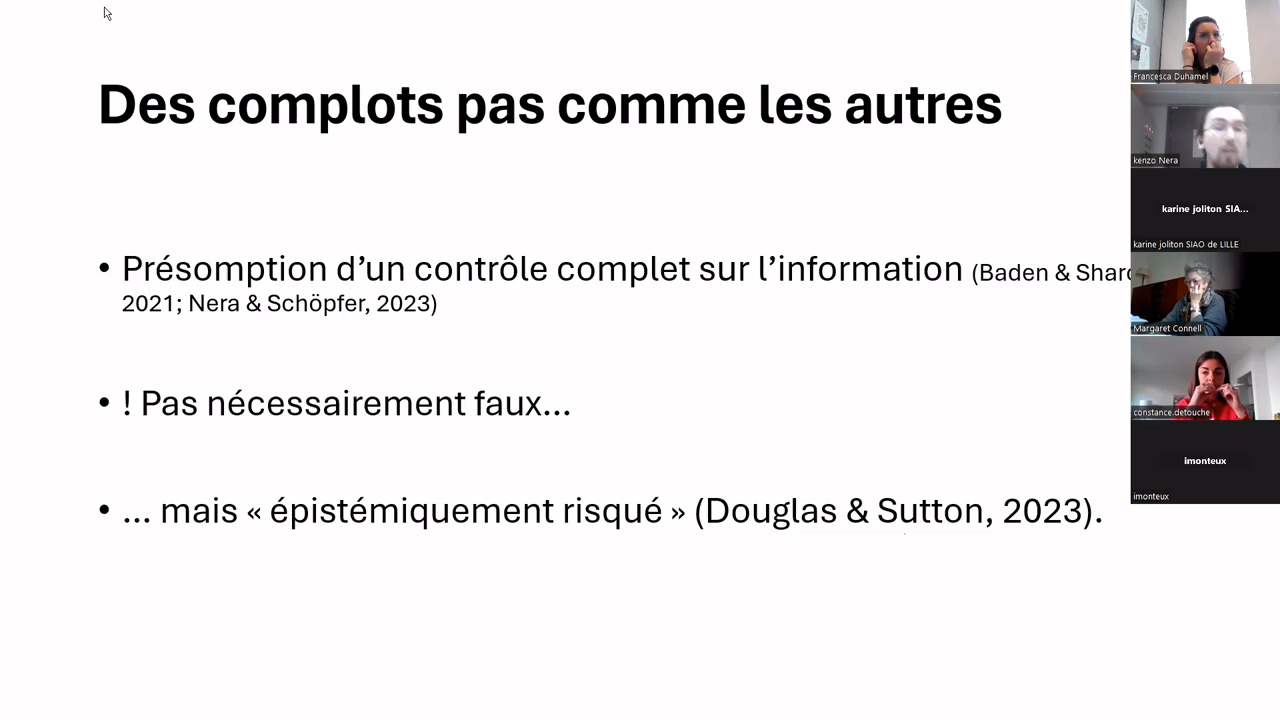 Des complots pas comme les autres
• Présomption d’un contrôle complet sur l’information (Baden &
2021; Nera & Schöpfer, 2023)
• ! Pas nécessairement faux…
• … mais « épistémiquement risqué » (Douglas & Sutton, 2023).
Francesca Duhamel
kenzo Nera
karine joliton SIA...
karine joliton SIAO de LILLE
Margaret Connell
constance.detouche
imonteux
imonteux